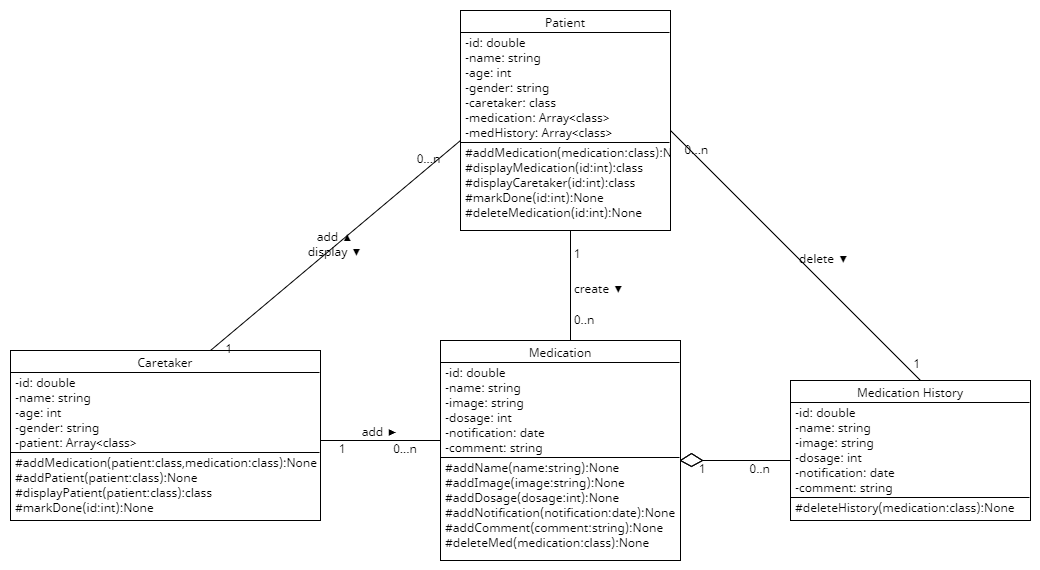 Patient
-id: double
-name: string
-age: int
-gender: string
-caretaker: class
-medication: Array<class>
-medHistory: Array<class>
#addMedication(medication:class):N
#displayMedication(id:int):class
#displayCaretaker(id:int):class
#markDone(id:int):None
#deleteMedication(id:int):None
0...n
0...n
add ▲
display ▼
1
create ▼
0..n
delete ▼
1
1
Caretaker
-id: double
-name: string
-age: int
-gender: string
-patient: Array<class>
#addMedication(patient:class,medication:class):None
#addPatient(patient:class):None
#displayPatient(patient:class):class
#markDone(id:int):None
add ►
1
0...n
Medication
-id: double
-name: string
-image: string
-dosage: int
-notification: date
-comment: string
#addName(name:string):None
#addImage(image:string):None
#addDosage(dosage:int):None
#addNotification(notification:date):None
#addComment(comment:string):None
#deleteMed(medication:class):None
1
0..n
Medication History
-id: double
-name: string
-image: string
-dosage: int
-notification: date
-comment: string
#deleteHistory(medication:class):None